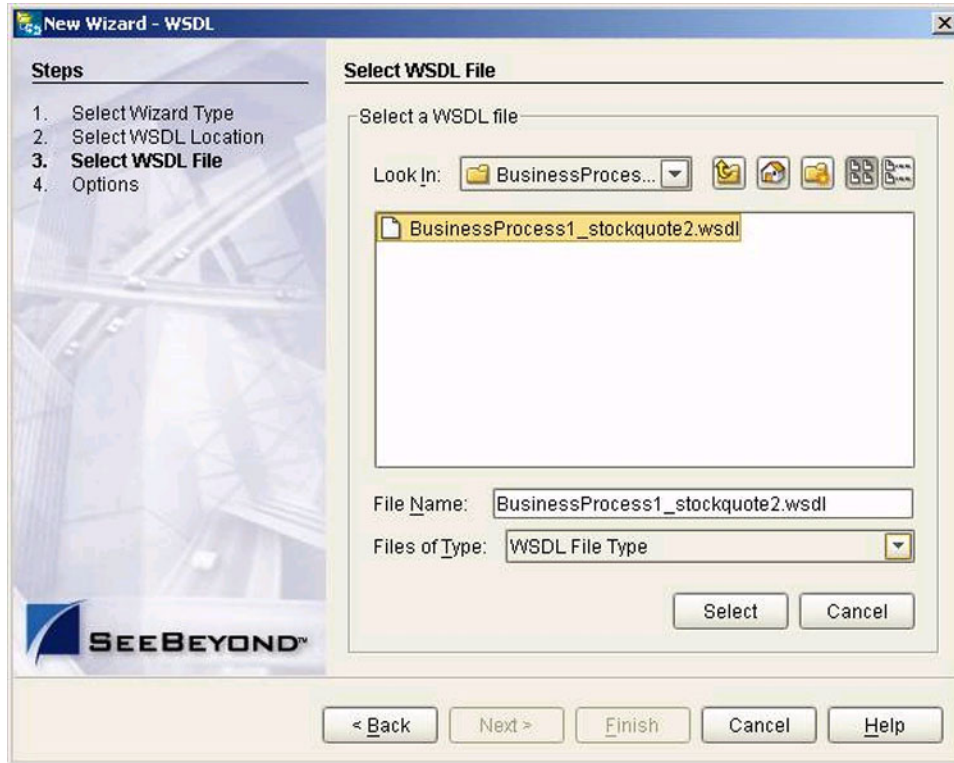 New Wizard - WSDL
Steps
1. Select Wizard Type
2. Select WSDL Location
3. Select WSDL File
4. Options
SEEBEYOND™
Select WSDL File
Select a WSDL file
Look In: BusinessProces...
BusinessProcess1_stockquote2.wsdl
File Name: BusinessProcess1_stockquote2.wsdl
Files of Type: WSDL File Type
Select Cancel
< Back Next > Finish Cancel Help